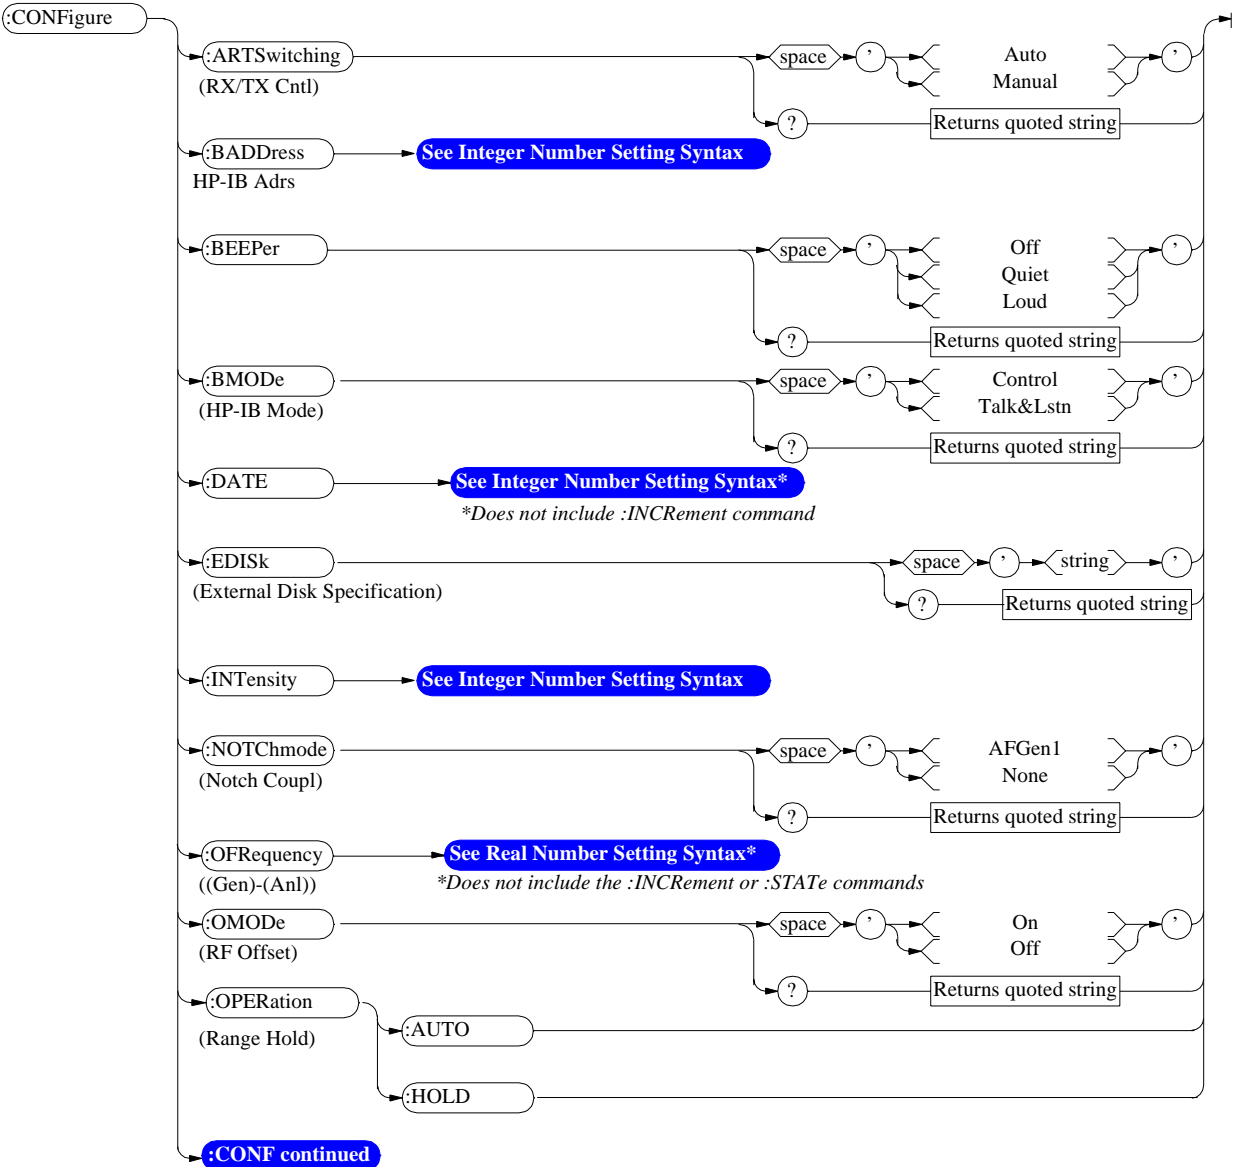 :CONFigure
:ARTSwitching
(RX/TX Cntl)
space ’ Auto ’
Manual
? Returns quoted string
:BADDress See Integer Number Setting Syntax
HP-IB Adrs
:BEEPer space ’ Off ’
Quiet
Loud
? Returns quoted string
:BMODe space ’ Control ’
(HP-IB Mode) Talk&Lstn
? Returns quoted string
:DATE See Integer Number Setting Syntax*
*Does not include :INCRement command
:EDISk space ’ string ’
(External Disk Specification)
? Returns quoted string
:INTensity See Integer Number Setting Syntax
:NOTChmode space ’ AFGen1 ’
(Notch Coupl) None
? Returns quoted string
:OFRequency See Real Number Setting Syntax*
((Gen)-(Anl)) *Does not include the :INCRement or :STATe commands
:OMODe space ’ On ’
(RF Offset) Off
? Returns quoted string
:OPERation
(Range Hold) :AUTO
:HOLD
:CONF continued